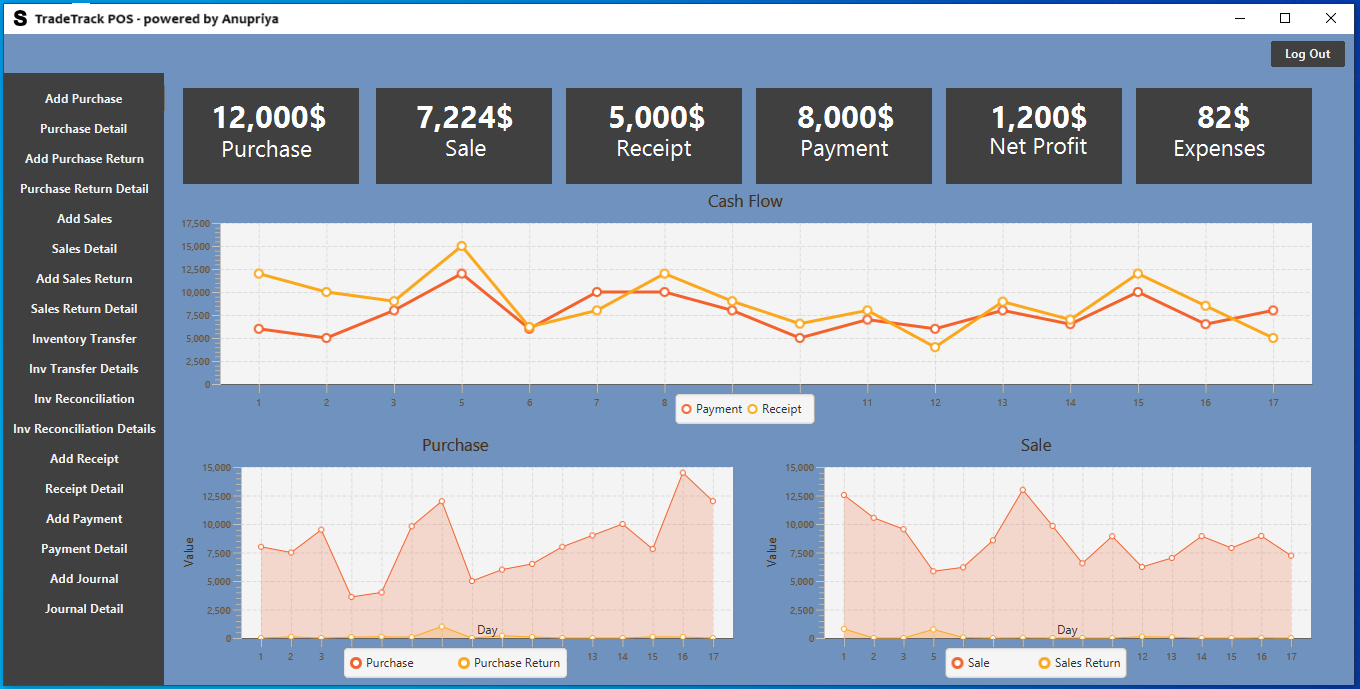 TradeTrack POS - powered by Anupriya
Log Out
Add Purchase
Purchase Detail
Add Purchase Return
Purchase Return Detail
Add Sales
Sales Detail
Add Sales Return
Sales Return Detail
Inventory Transfer
Inv Transfer Details
Inv Reconciliation
Inv Reconciliation Details
Add Receipt
Receipt Detail
Add Payment
Payment Detail
Add Journal
Journal Detail
12,000$
Purchase
7,224$
Sale
5,000$
Receipt
8,000$
Payment
1,200$
Net Profit
82$
Expenses
Cash Flow
17,500
15,000
12,500
10,000
7,500
5,000
2,500
0
1 2 3 5 6 7 8 11 12 13 14 15 16 17
Payment Receipt
Purchase
Value
15,000
12,500
10,000
7,500
5,000
2,500
0
Day
1 2 3 13 14 15 16 17
Purchase Purchase Return
Sale
Value
15,000
12,500
10,000
7,500
5,000
2,500
0
Day
1 2 3 5 12 13 14 15 16 17
Sale Sales Return